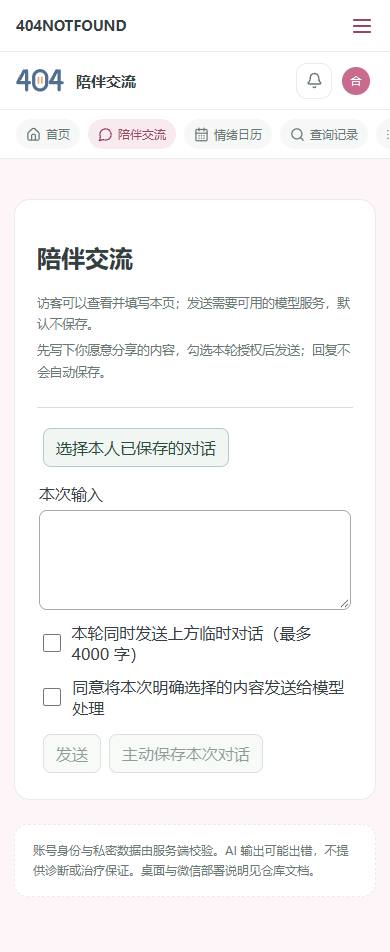 404NOTFOUND
404 陪伴交流
合
首页 陪伴交流 情绪日历 查询记录
陪伴交流
访客可以查看并填写本页；发送需要可用的模型服务，默
认不保存。
先写下你愿意分享的内容，勾选本轮授权后发送；回复不
会自动保存。
选择本人已保存的对话
本次输入
本轮同时发送上方临时对话（最多
4000 字）
同意将本次明确选择的内容发送给模型
处理
发送 主动保存本次对话
账号身份与私密数据由服务端校验。AI 输出可能出错，不提
供诊断或治疗保证。桌面与微信部署说明见仓库文档。